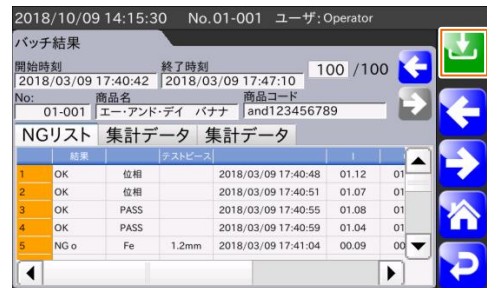 2018/10/09 14:15:30 No.01-001 ユーザ: Operator
バッチ結果
開始時刻 終了時刻
2018/03/09 17:40:42 2018/03/09 17:47:10 100 /100
No: 商品名 商品コード
01-001 エー・アンド・デイ バナナ and123456789
NGリスト 集計データ 集計データ
結果 テストピース I
1 OK 位相 2018/03/09 17:40:51 01.12 01
2 OK 位相 2018/03/09 17:40:51 01.07 01
3 OK PASS 2018/03/09 17:40:55 01.08 01
4 OK PASS 2018/03/09 17:40:59 01.04 01
5 NG o Fe 1.2mm 2018/03/09 17:41:04 00.09 00